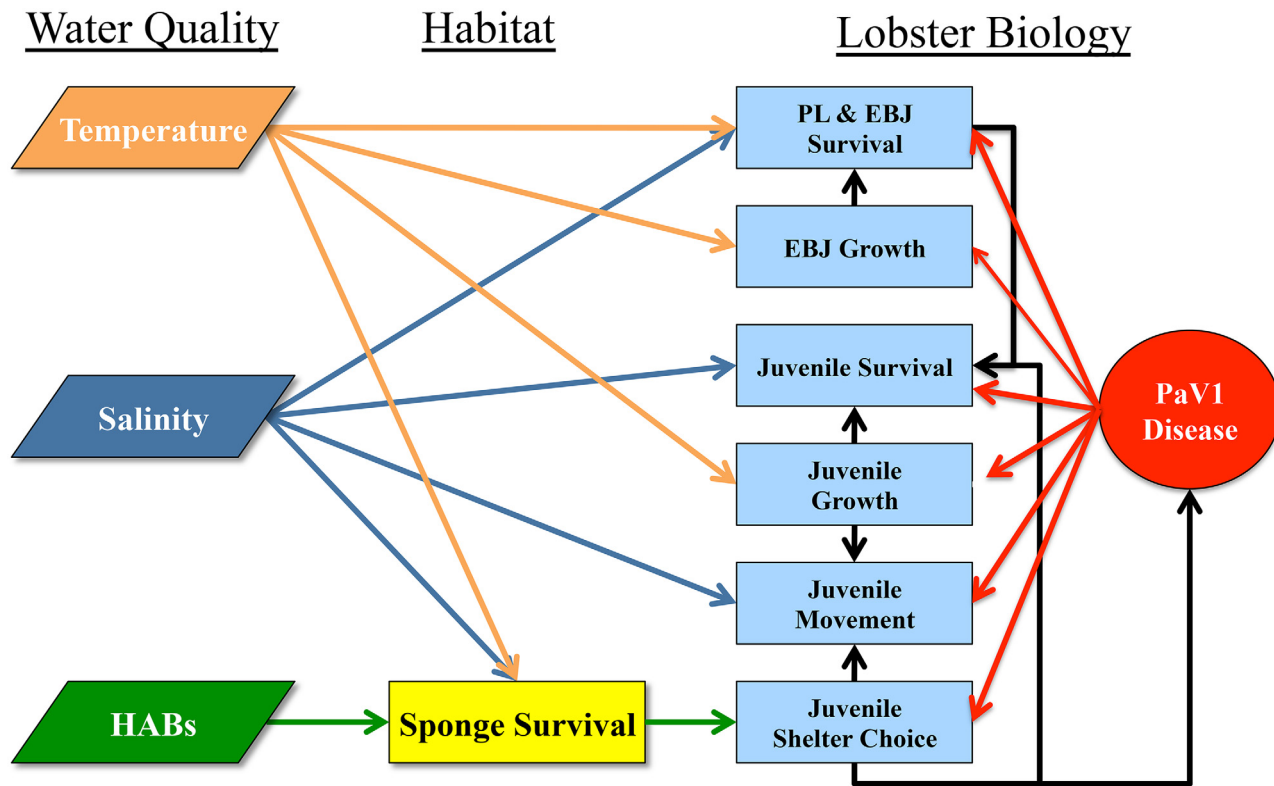 Water Quality
Habitat
Lobster Biology
Temperature
PL & EBJ
Survival
EBJ Growth
Juvenile Survival
PaV1
Disease
Salinity
Juvenile
Growth
Juvenile
Movement
HABs
Sponge Survival
Juvenile
Shelter Choice